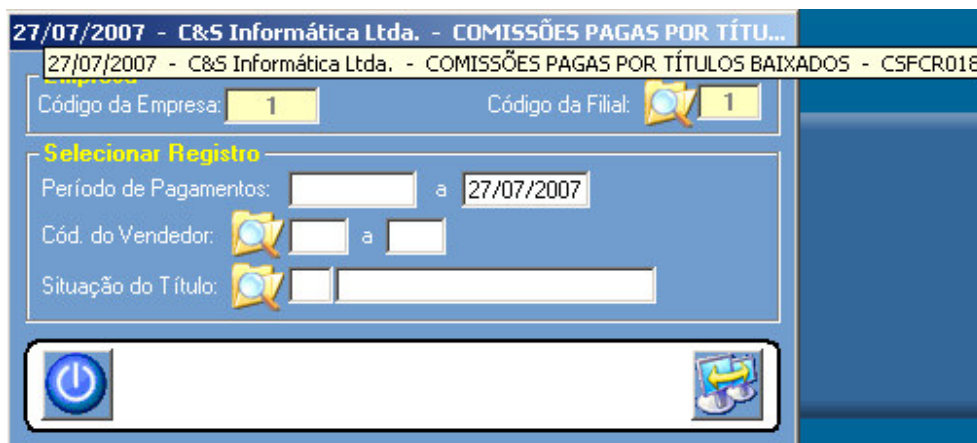 27/07/2007 - C&S Informática Ltda. - COMISSÕES PAGAS POR TÍTU...
27/07/2007 - C&S Informática Ltda. - COMISSÕES PAGAS POR TÍTULOS BAIXADOS - CSFCR018
Empresa
Código da Empresa: 1 Código da Filial: 1
Selecionar Registro
Período de Pagamentos: a 27/07/2007
Cód. do Vendedor: a
Situação do Título: